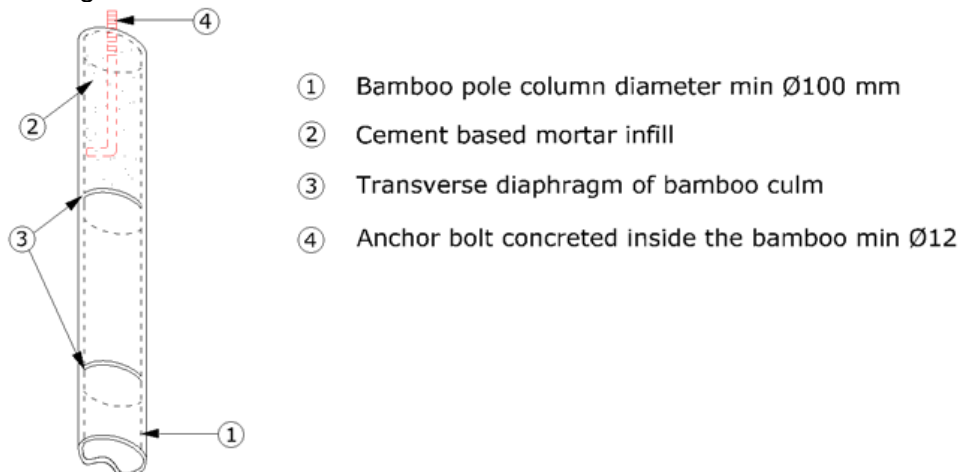 ④
① Bamboo pole column diameter min Ø100 mm
② ② Cement based mortar infill
③ Transverse diaphragm of bamboo culm
③ ④ Anchor bolt concreted inside the bamboo min Ø12
①